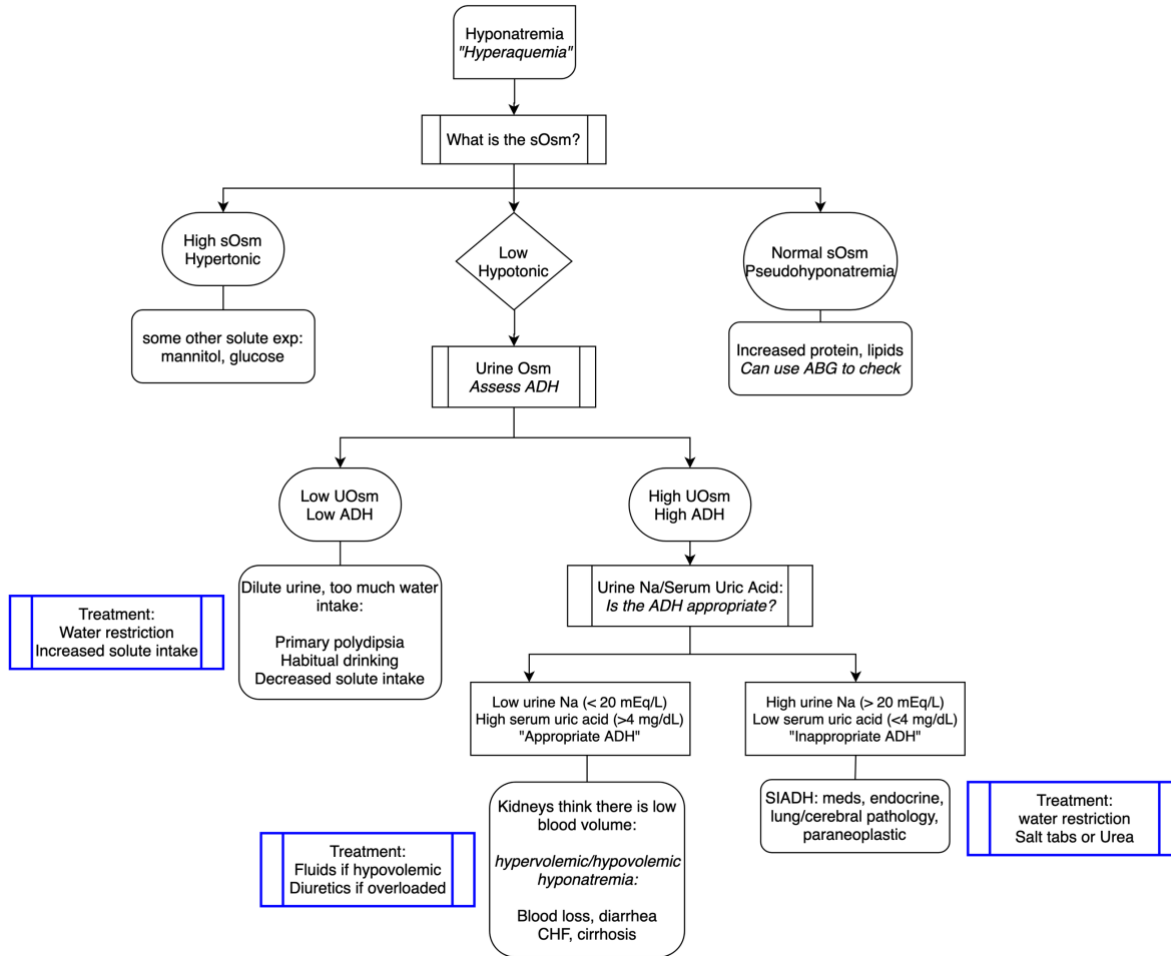 Hyponatremia
"Hyperaquemia"
What is the sOsm?
High sOsm
Hypertonic
Low
Hypotonic
Normal sOsm
Pseudohyponatremia
some other solute exp:
mannitol, glucose
Increased protein, lipids
Can use ABG to check
Urine Osm
Assess ADH
Low UOsm
Low ADH
High UOsm
High ADH
Treatment:
Water restriction
Increased solute intake
Dilute urine, too much water
intake:
Primary polydipsia
Habitual drinking
Decreased solute intake
Urine Na/Serum Uric Acid:
Is the ADH appropriate?
Low urine Na (< 20 mEq/L)
High serum uric acid (>4 mg/dL)
"Appropriate ADH"
High urine Na (> 20 mEq/L)
Low serum uric acid (<4 mg/dL)
"Inappropriate ADH"
Treatment:
Fluids if hypovolemic
Diuretics if overloaded
Kidneys think there is low
blood volume:
hypervolemic/hypovolemic
hyponatremia:
Blood loss, diarrhea
CHF, cirrhosis
SIADH: meds, endocrine,
lung/cerebral pathology,
paraneoplastic
Treatment:
water restriction
Salt tabs or Urea